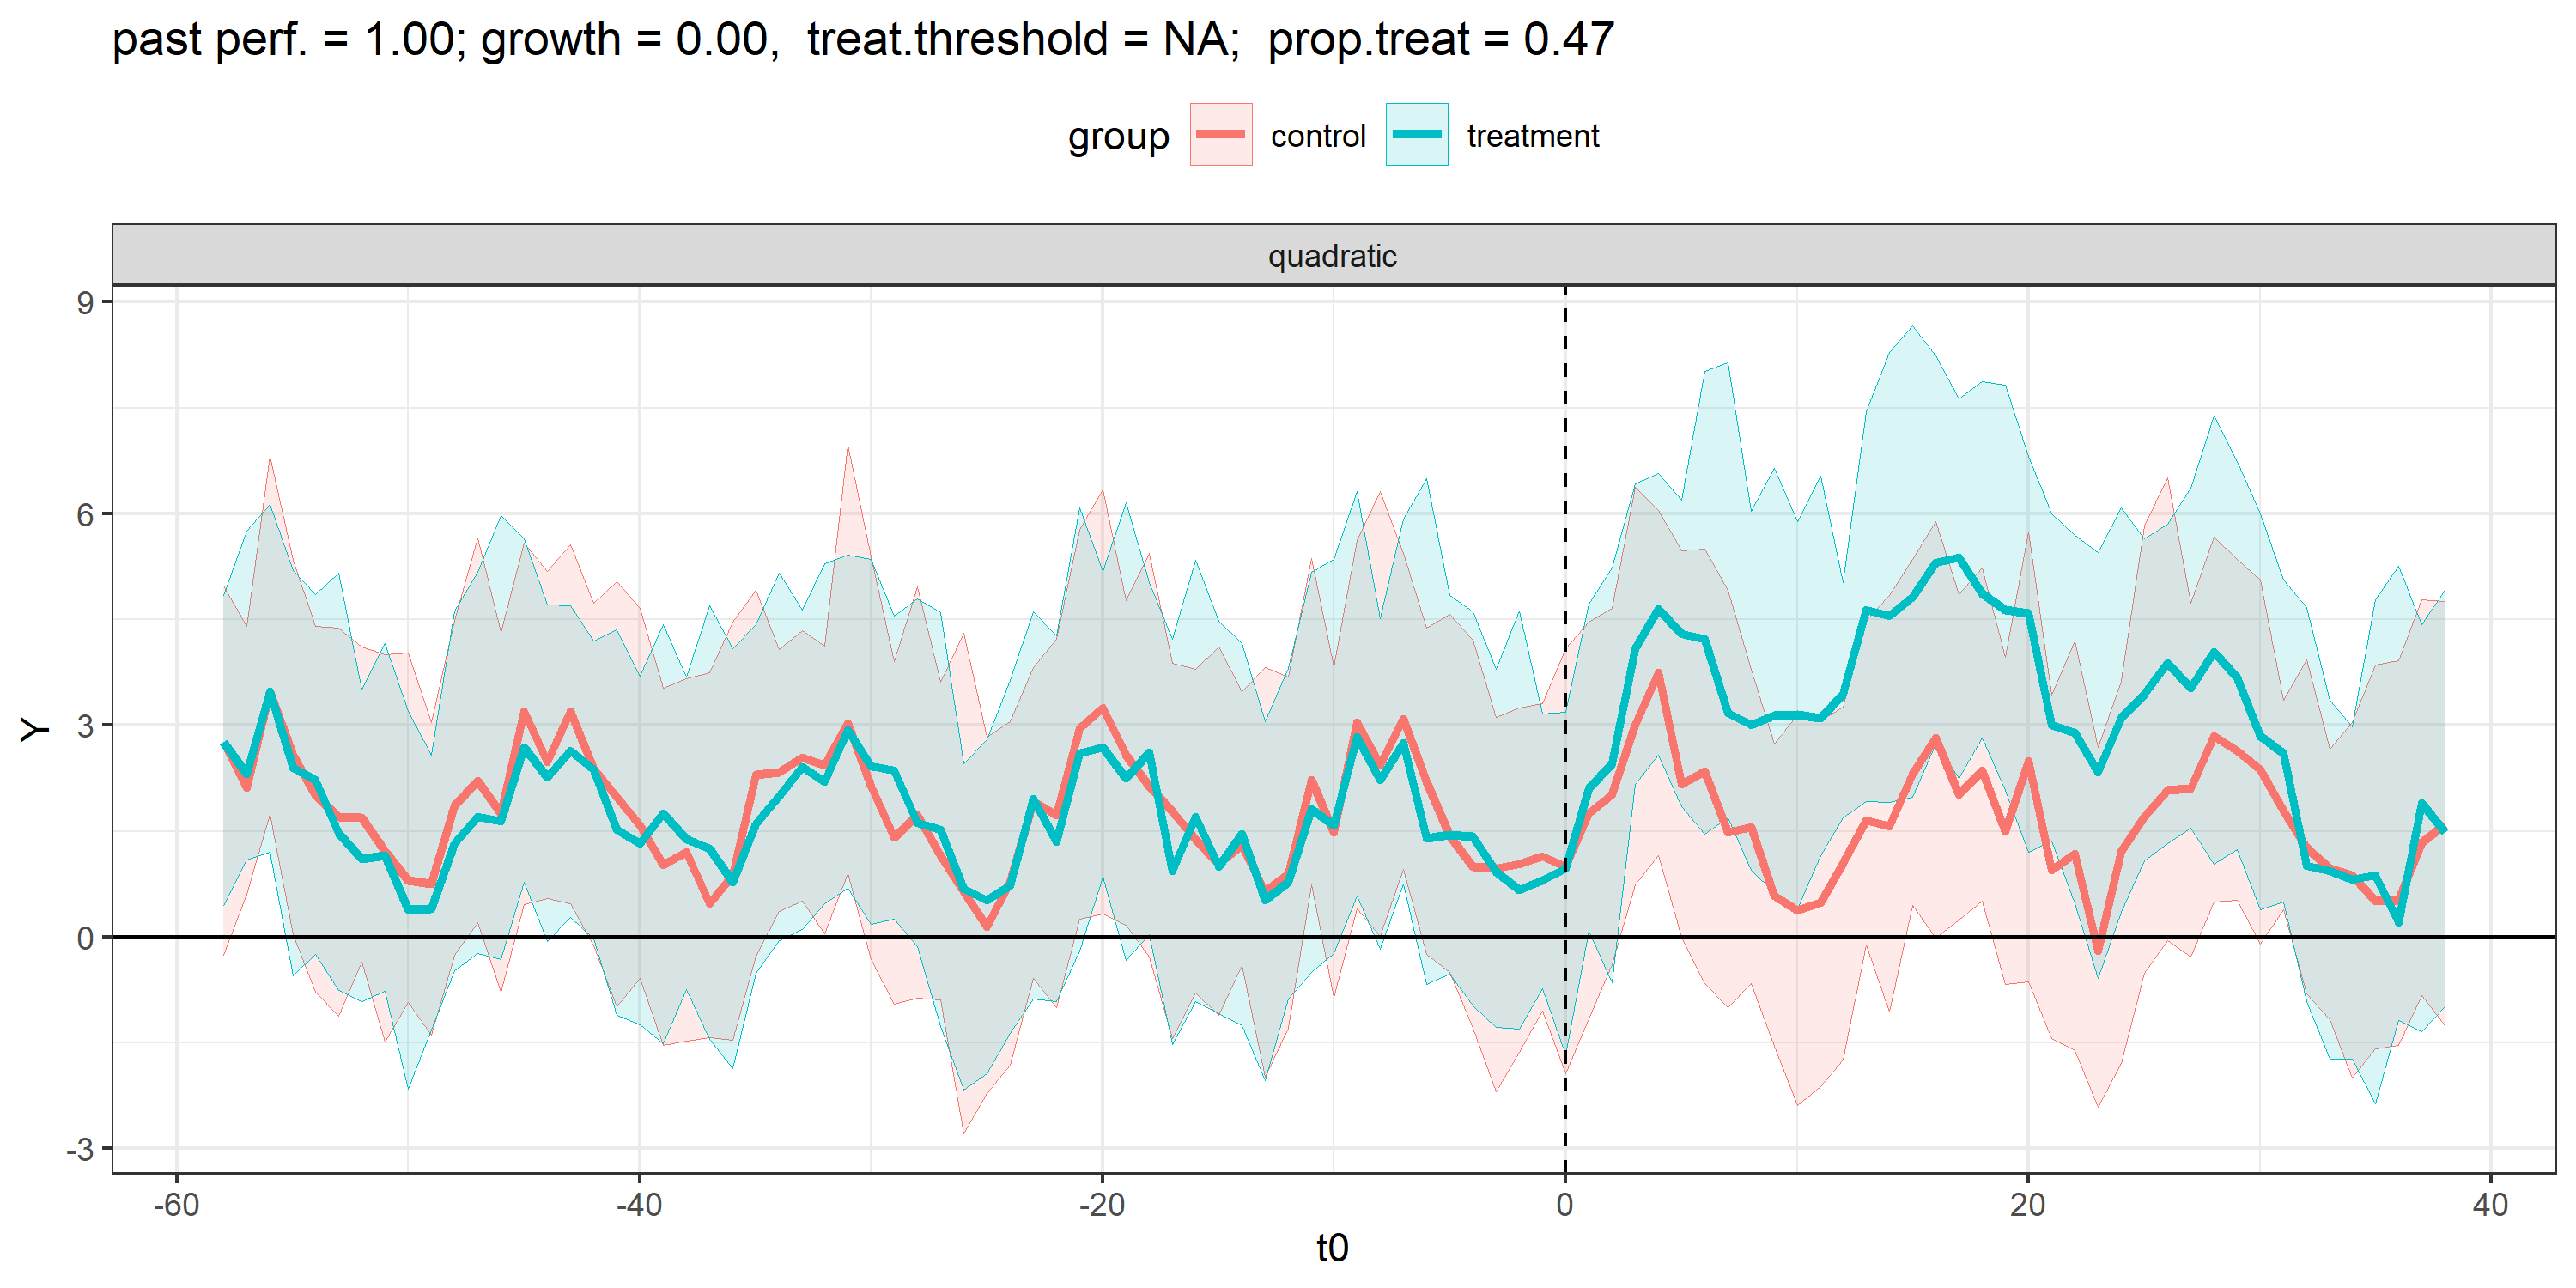 past perf. = 1.00; growth = 0.00,  treat.threshold = NA;  prop.treat = 0.47
group control treatment
quadratic
9
6
3
0
-3
Y
-60 -40 -20 0 20 40
t0